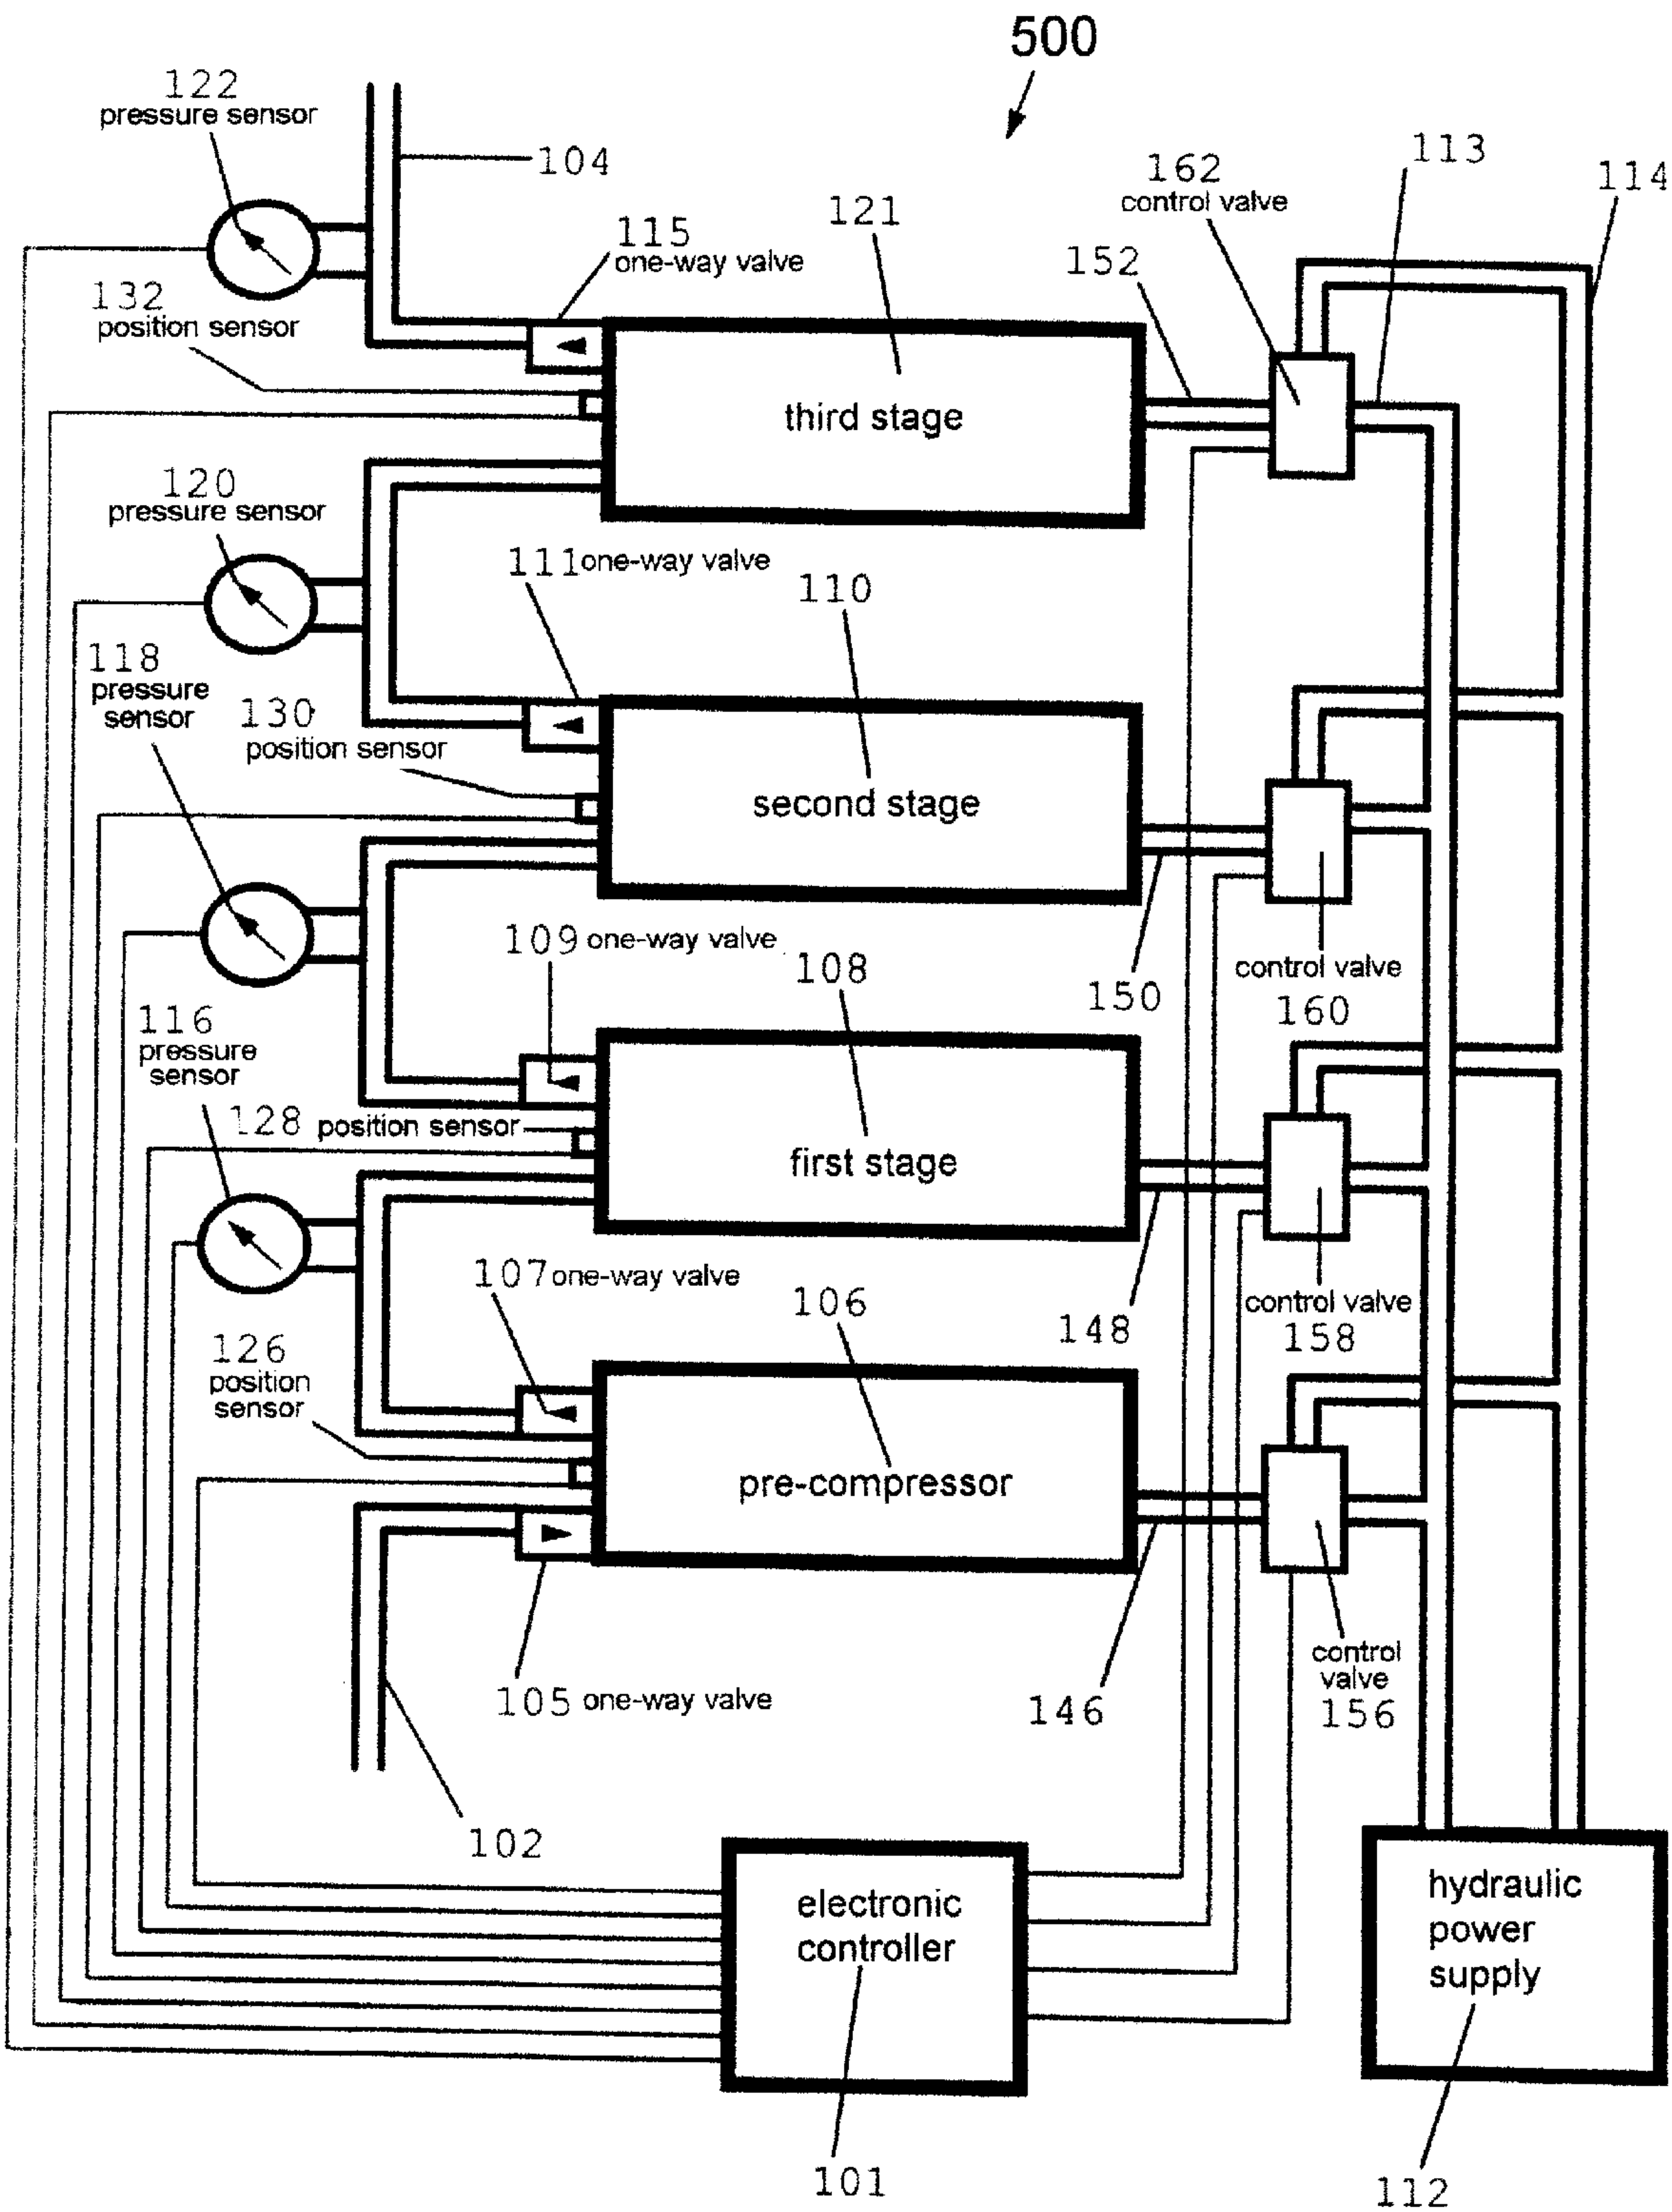 500
122
pressure sensor
104
113
162
control valve
114
121
115
one-way valve
152
132
position sensor
third stage
120
pressure sensor
111 one-way valve
110
118
pressure
sensor
130
position sensor
second stage
109 one-way valve
108
control valve
160
150
116
pressure
sensor
128 position sensor
first stage
107 one-way valve
106
control valve
158
148
126
position
sensor
pre-compressor
control
valve
156
105 one-way valve
146
102
electronic
controller
hydraulic
power
supply
101
112